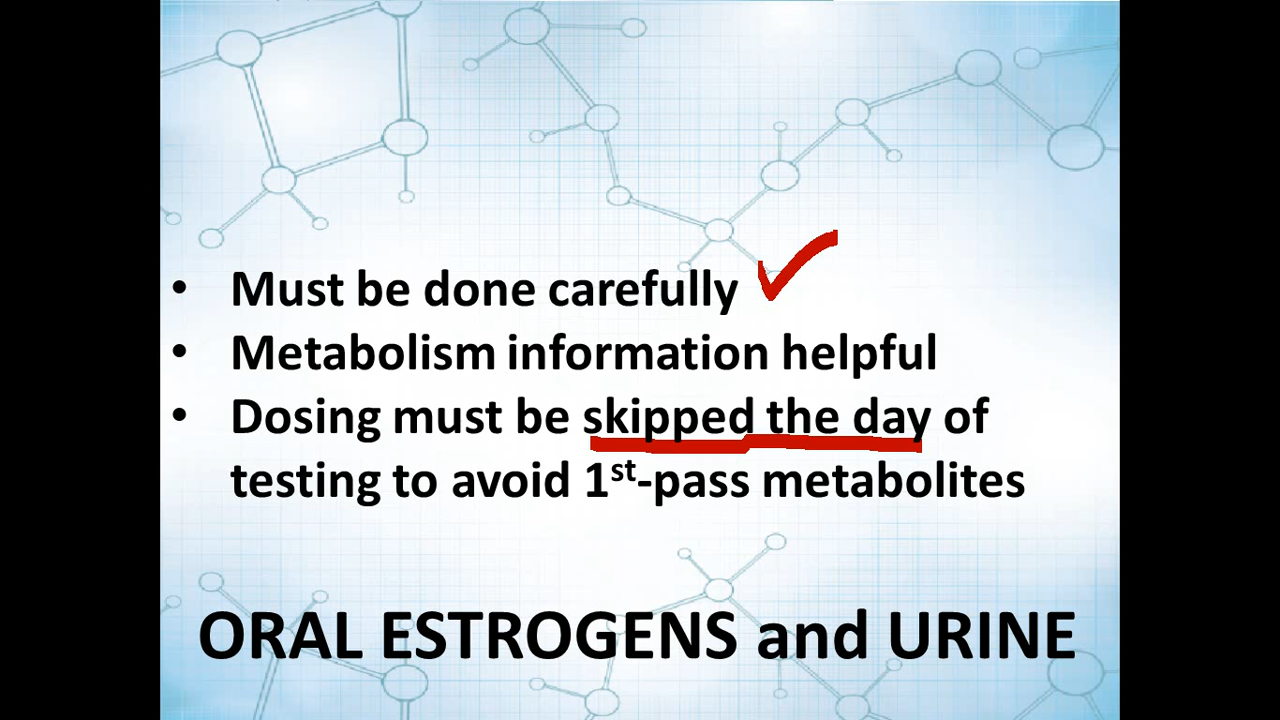 • Must be done carefully
• Metabolism information helpful
• Dosing must be skipped the day of
testing to avoid 1st-pass metabolites
ORAL ESTROGENS and URINE